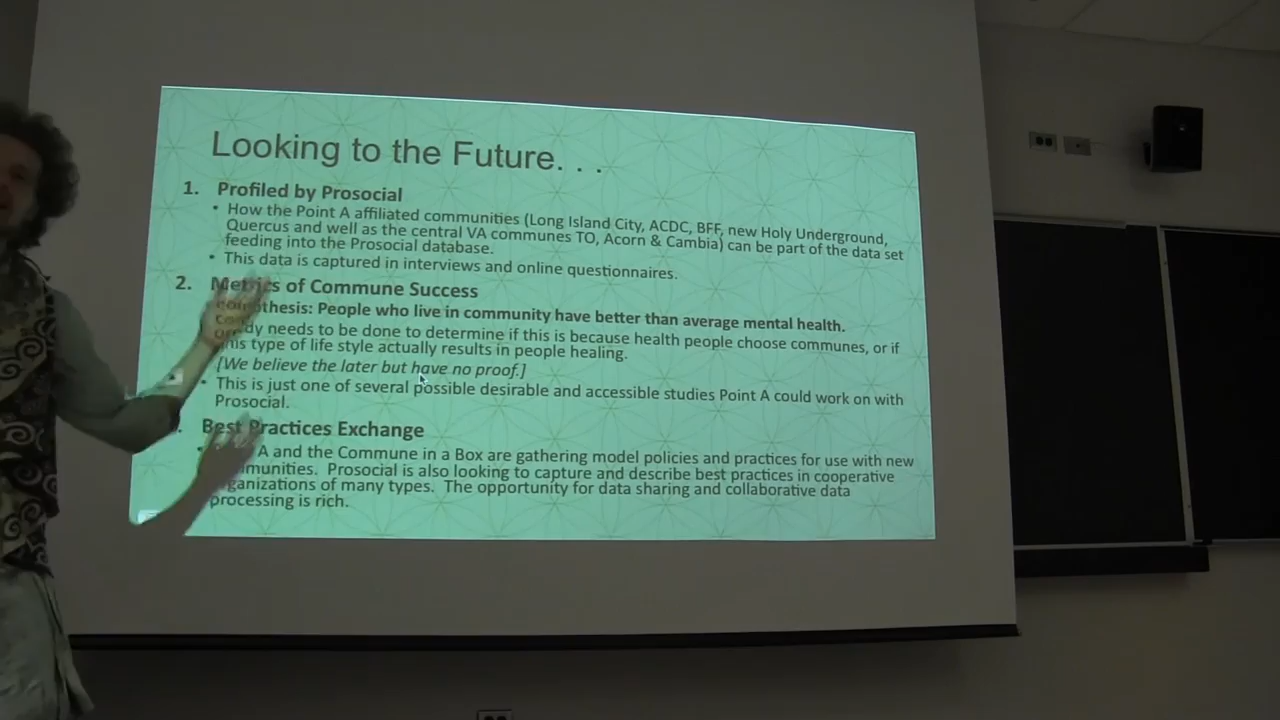 Looking to the Future. . .
1. Profiled by Prosocial
• How the Point A affiliated communities (Long Island City, ACDC, BFF, new Holy Underground,
Quercus and well as the central VA communes TO, Acorn & Cambia) can be part of the data set
feeding into the Prosocial database.
• This data is captured in interviews and online questionnaires.
2. Metrics of Commune Success
thesis: People who live in community have better than average mental health.
needs to be done to determine if this is because health people choose communes, or if
this type of life style actually results in people healing.
[We believe the later but have no proof.]
• This is just one of several possible desirable and accessible studies Point A could work on with
Prosocial.
Best Practices Exchange
A and the Commune in a Box are gathering model policies and practices for use with new
munities. Prosocial is also looking to capture and describe best practices in cooperative
ganizations of many types. The opportunity for data sharing and collaborative data
processing is rich.